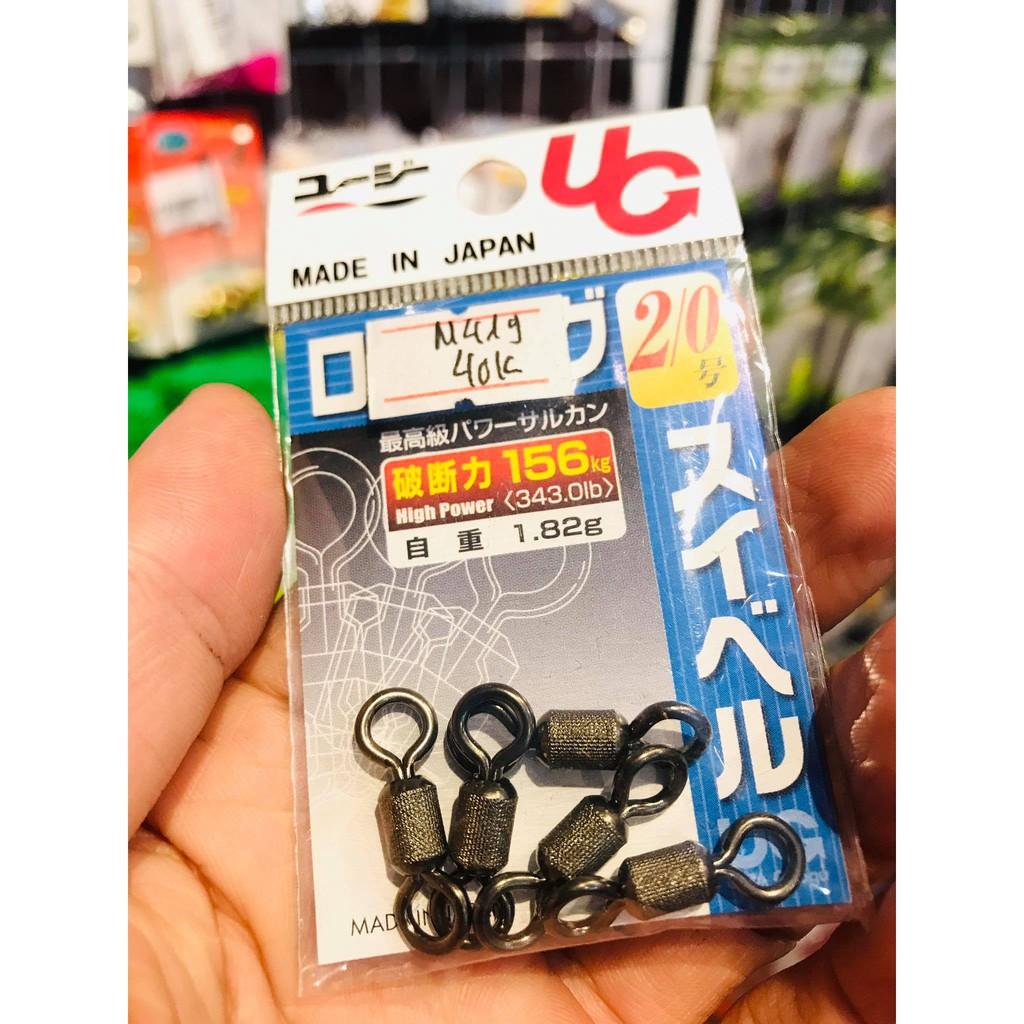 ユージー
UG
MADE IN JAPAN
2/0
号
M419
40k
最高級パワーサルカン
破断力 156kg
High Power 〈343.0lb〉
自重 1.82g
スイベル
UG